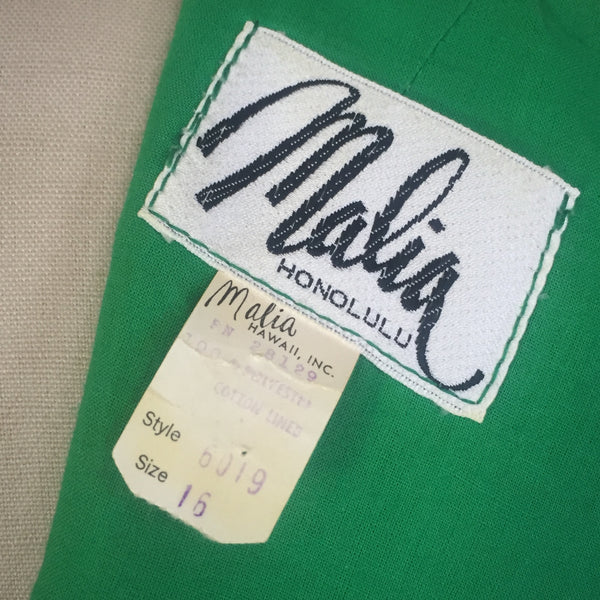 Malia
HONOLULU
Malia
HAWAII, INC.
RN 28129
100% POLYESTER
COTTON LINED
Style 6019
Size 16